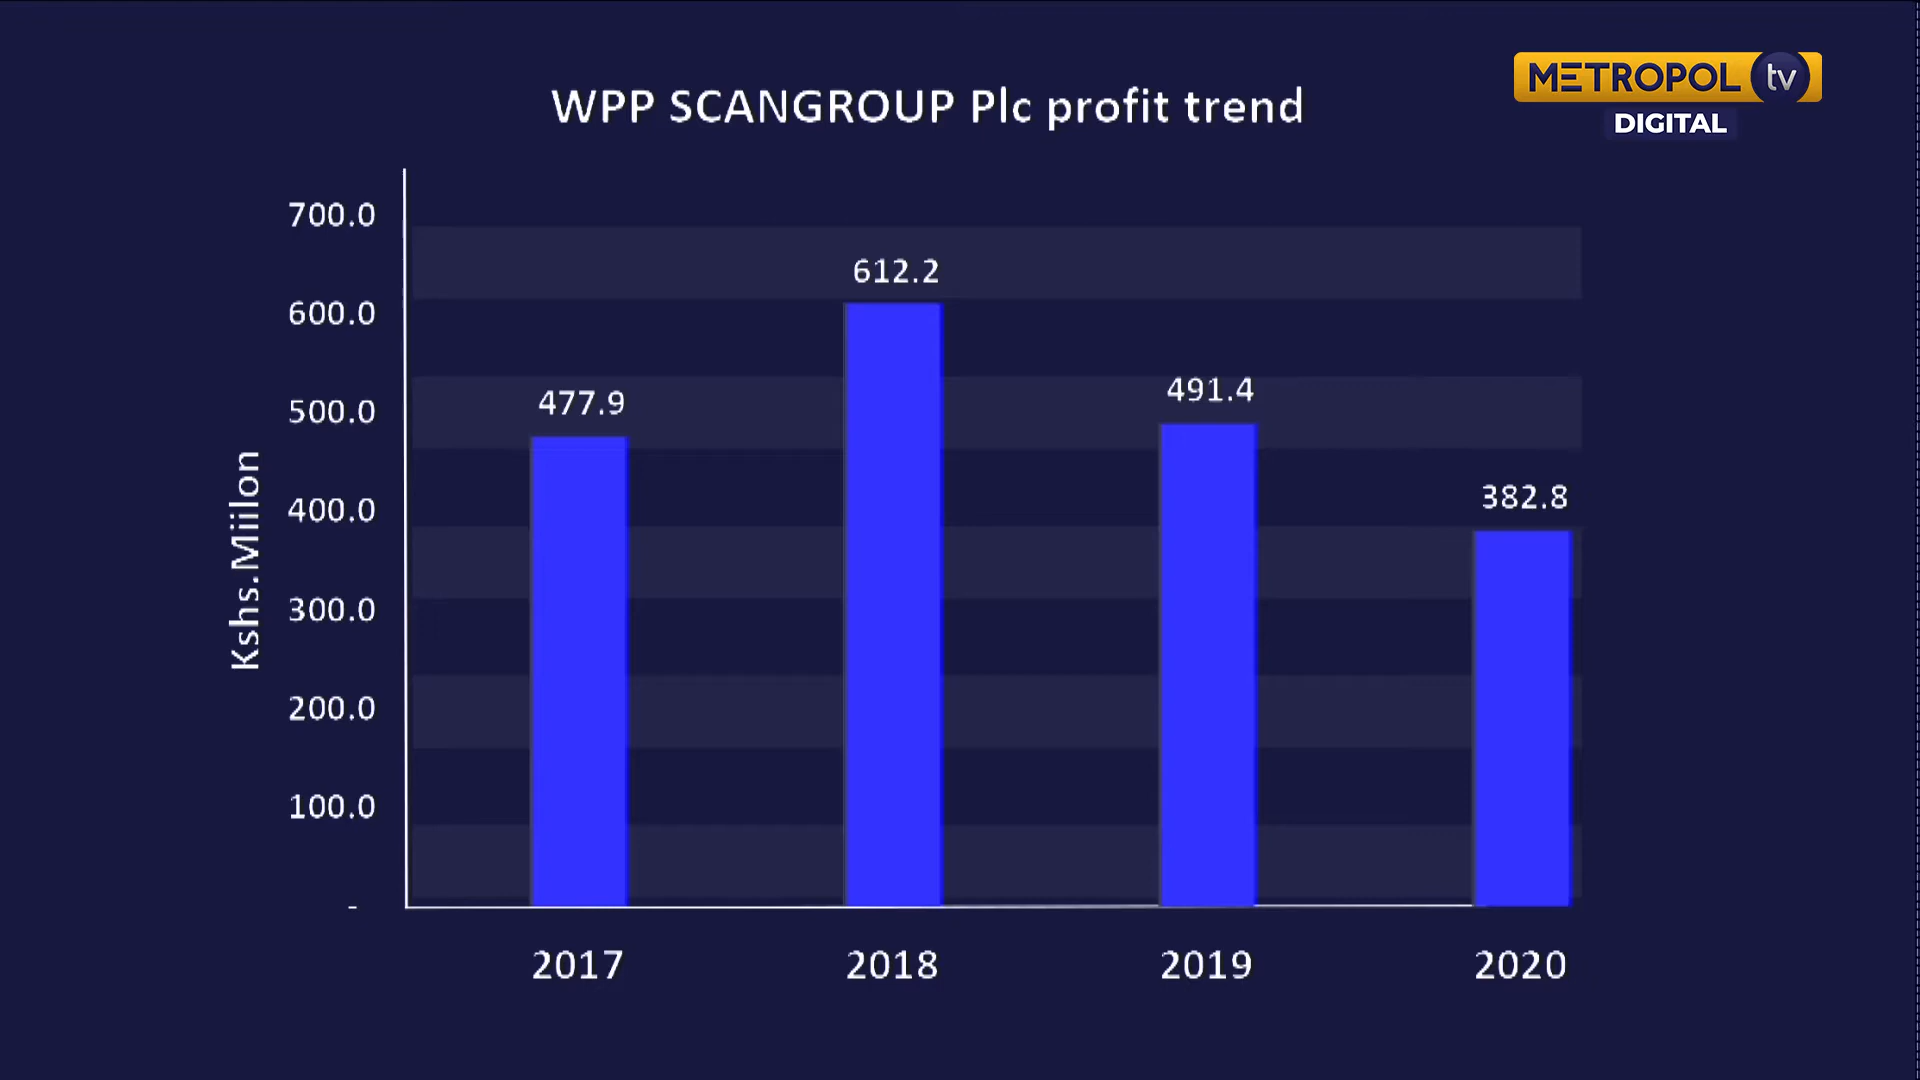 METROPOL tv
DIGITAL
WPP SCANGROUP Plc profit trend
Kshs.Miilon
700.0
600.0
500.0
400.0
300.0
200.0
100.0
-
477.9
612.2
491.4
382.8
2017 2018 2019 2020